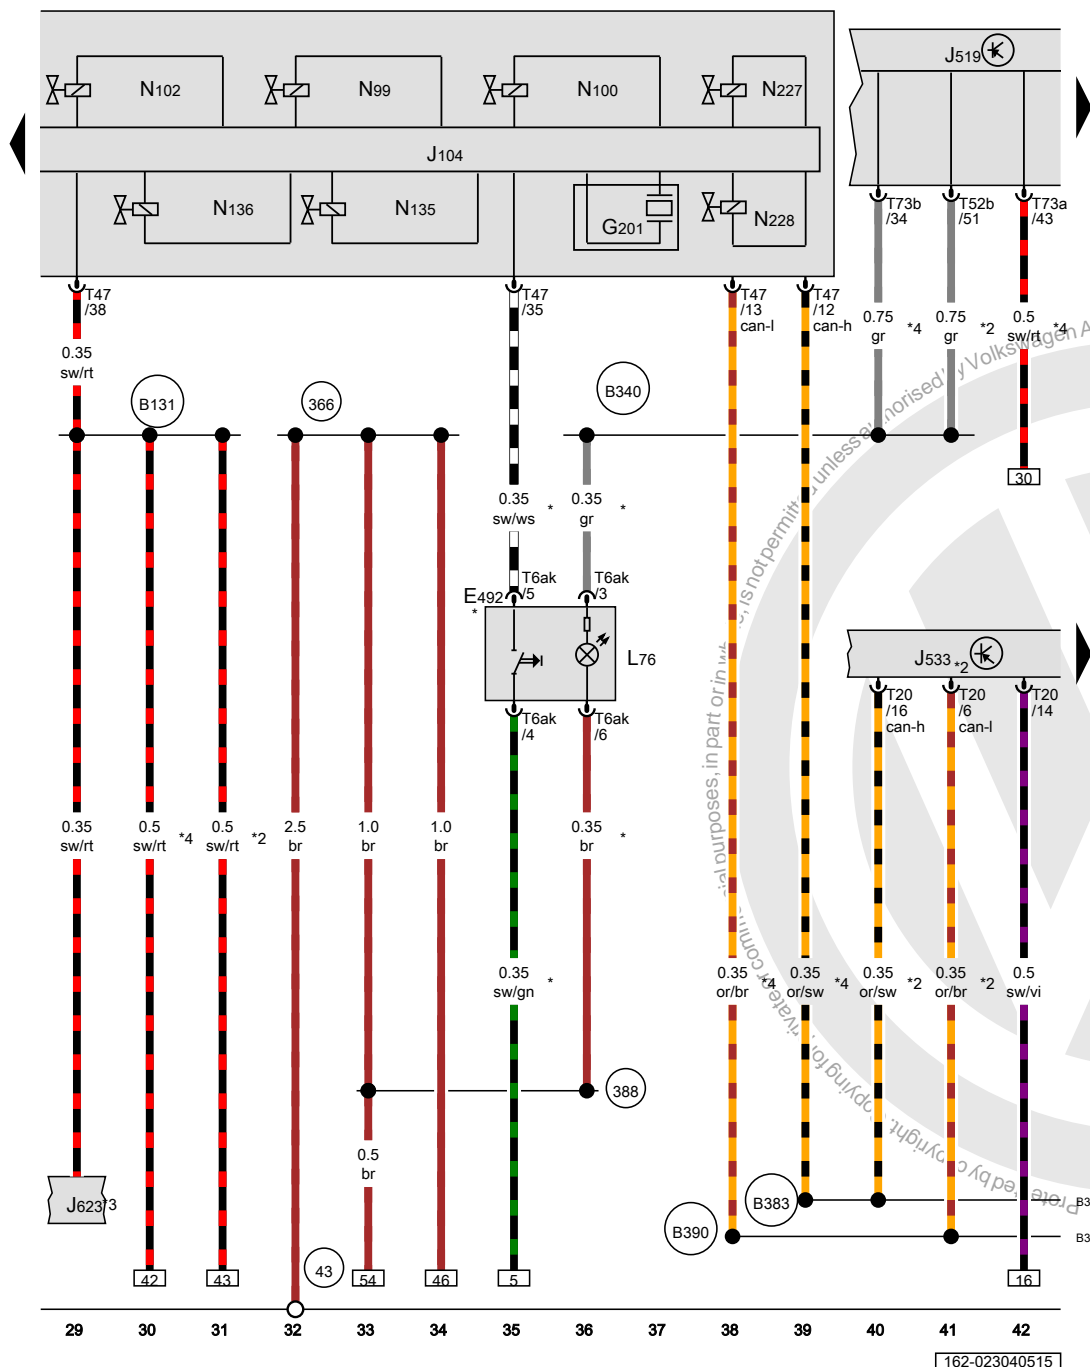 N102
N99
N100
N227
J519
J104
N136
N135
G201
N228
T73b
/34
T52b
/51
T73a
/43
T47
/38
T47
/35
T47
/13
can-l
T47
/12
can-h
0.75
gr
*4
0.75
gr
*2
0.5
sw/rt
*4
0.35
sw/rt
B131
366
B340
30
0.35
sw/ws
*
0.35
gr
*
E492
*
T6ak
/5
T6ak
/3
L76
J533
*2
T6ak
/4
T6ak
/6
T20
/16
can-h
T20
/6
can-l
T20
/14
0.35
sw/rt
0.5
sw/rt
*4
0.5
sw/rt
*2
2.5
br
1.0
br
1.0
br
0.35
br
*
0.35
sw/gn
*
0.35
or/br
*4
0.35
or/sw
*4
0.35
or/sw
*2
0.35
or/br
*2
0.5
sw/vi
388
0.5
br
J623
*3
B383
B390
42
43
43
54
46
5
16
29 30 31 32 33 34 35 36 37 38 39 40 41 42
162-023040515